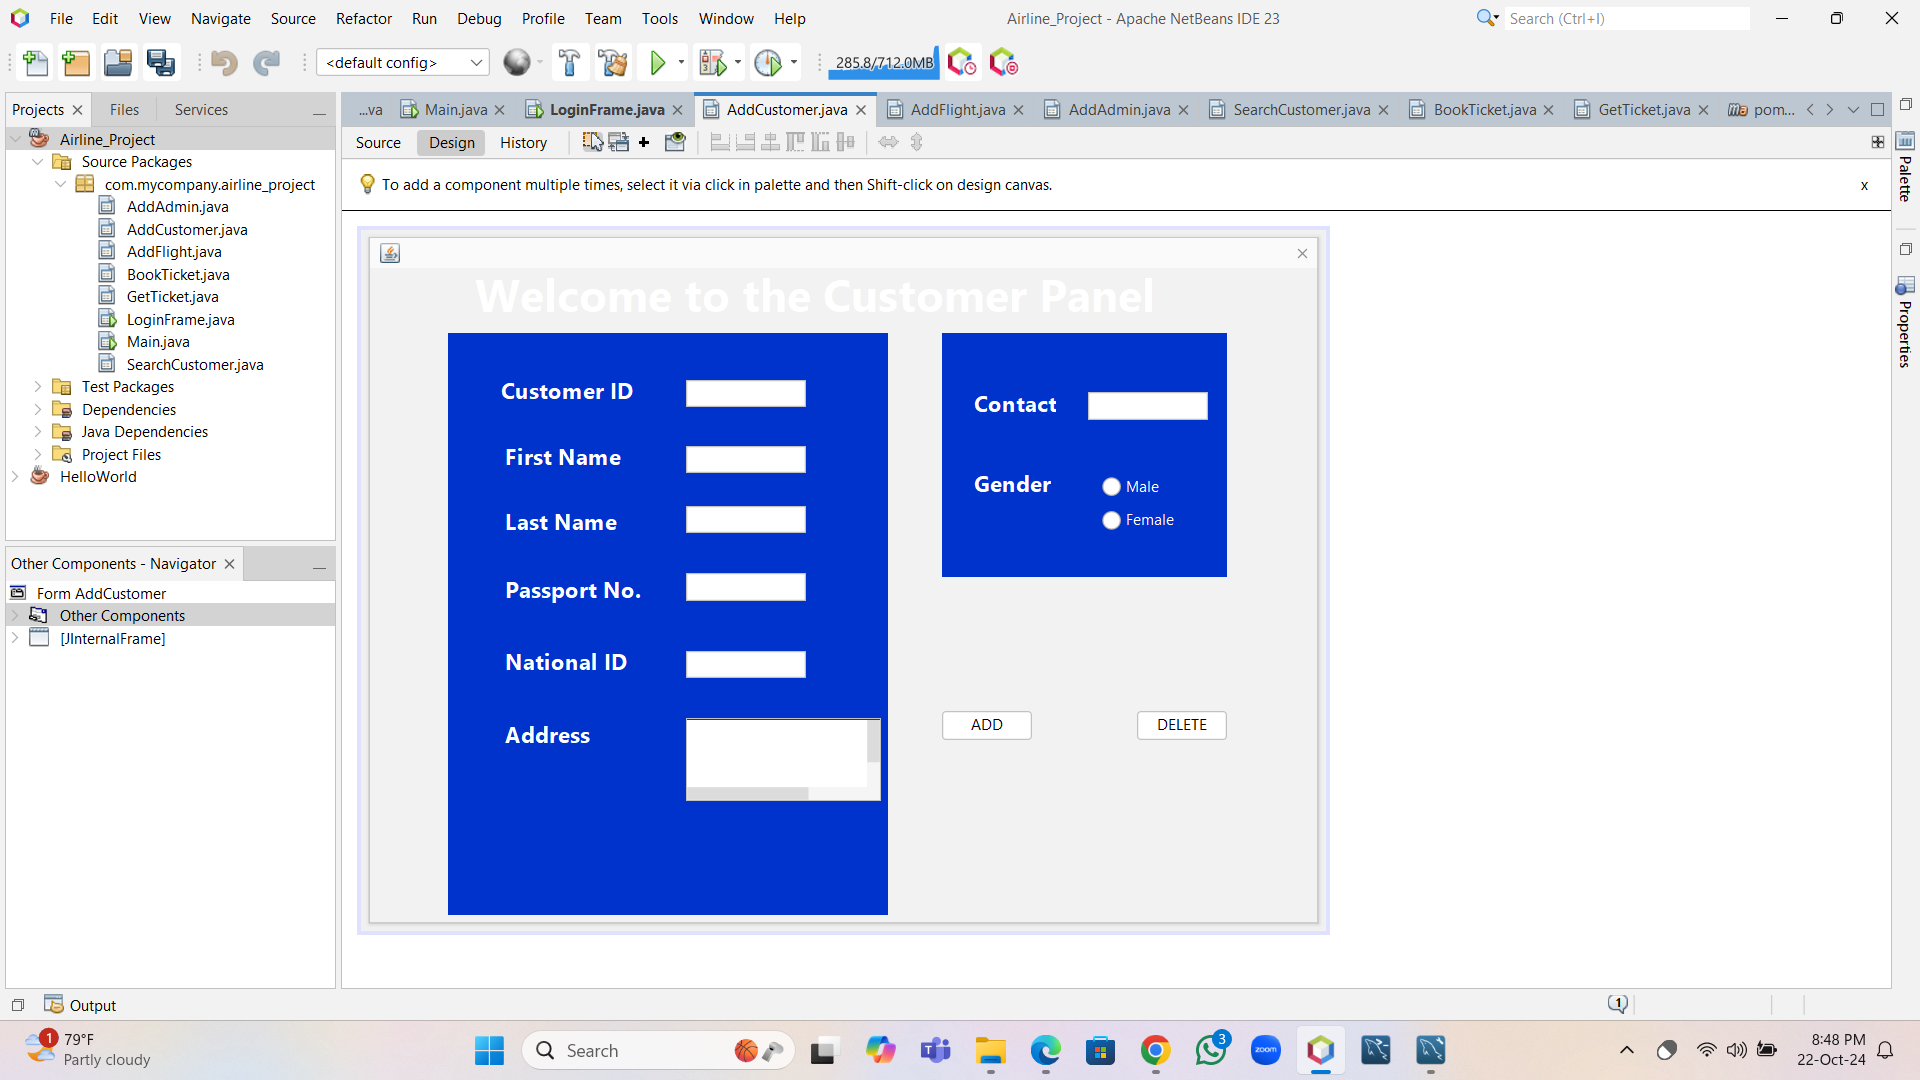 File Edit View Navigate Source Refactor Run Debug Profile Team Tools Window Help
Airline_Project - Apache NetBeans IDE 23
Search (Ctrl+I)
<default config>
285.8/712.0MB
Projects Files Services
...va Main.java LoginFrame.java AddCustomer.java AddFlight.java AddAdmin.java SearchCustomer.java BookTicket.java GetTicket.java pom...
Source Design History
To add a component multiple times, select it via click in palette and then Shift-click on design canvas.
x
Airline_Project
Source Packages
com.mycompany.airline_project
AddAdmin.java
AddCustomer.java
AddFlight.java
BookTicket.java
GetTicket.java
LoginFrame.java
Main.java
SearchCustomer.java
Test Packages
Dependencies
Java Dependencies
Project Files
HelloWorld
Other Components - Navigator
Form AddCustomer
Other Components
[JInternalFrame]
Welcome to the Customer Panel
Customer ID
First Name
Last Name
Passport No.
National ID
Address
Contact
Gender
Male
Female
ADD
DELETE
Palette
Properties
Output
1
1
79°F
Partly cloudy
Search
3
zoom
8:48 PM
22-Oct-24